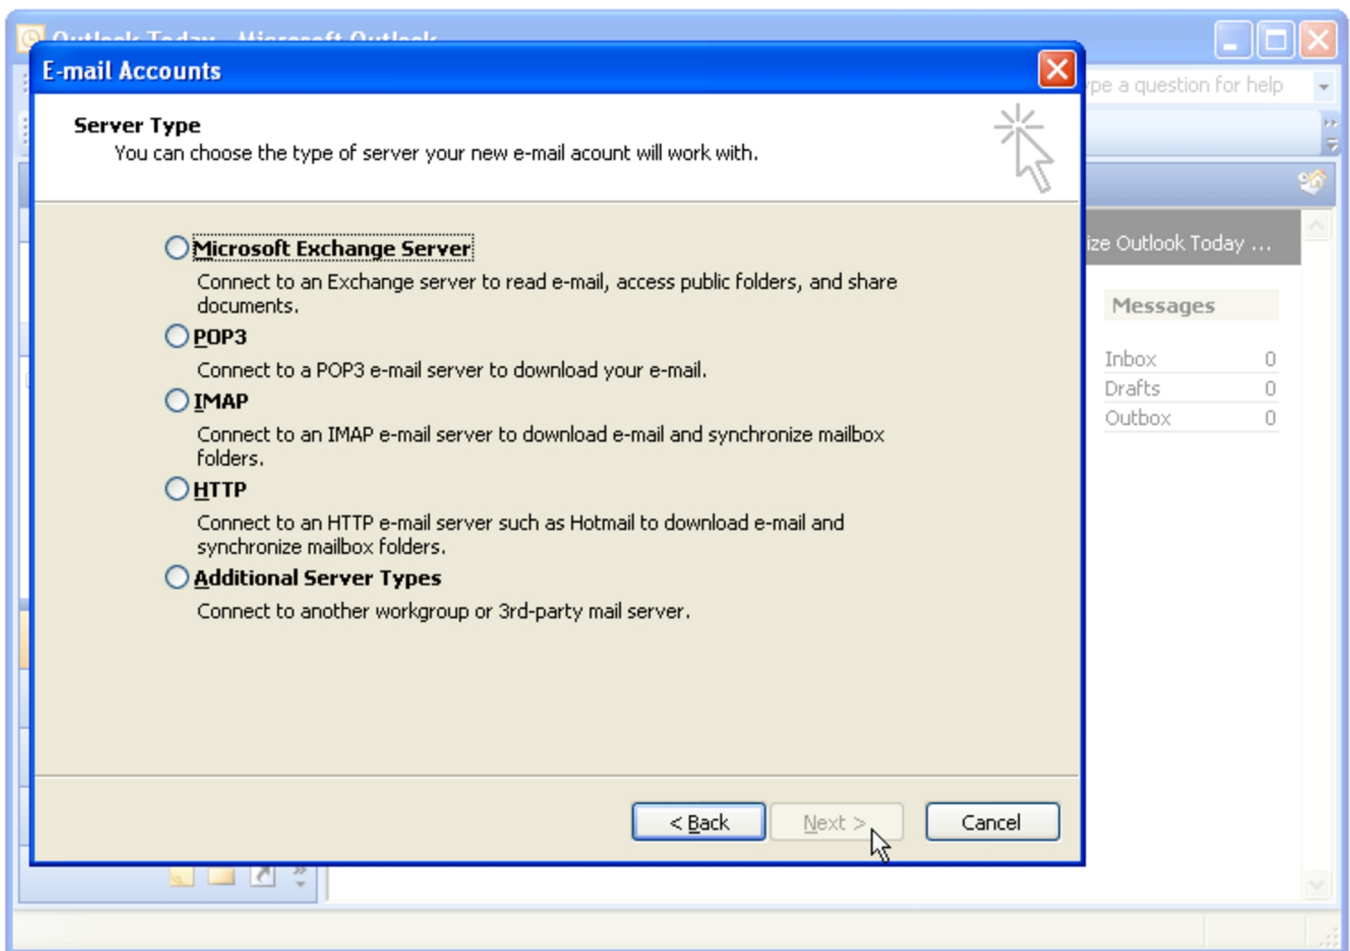 Outlook Today - Microsoft Outlook
E-mail Accounts
ype a question for help
Server Type
You can choose the type of server your new e-mail acount will work with.
ize Outlook Today ...
Microsoft Exchange Server
Connect to an Exchange server to read e-mail, access public folders, and share
documents.
POP3
Connect to a POP3 e-mail server to download your e-mail.
IMAP
Connect to an IMAP e-mail server to download e-mail and synchronize mailbox
folders.
HTTP
Connect to an HTTP e-mail server such as Hotmail to download e-mail and
synchronize mailbox folders.
Additional Server Types
Connect to another workgroup or 3rd-party mail server.
Messages
Inbox 0
Drafts 0
Outbox 0
< Back Next > Cancel